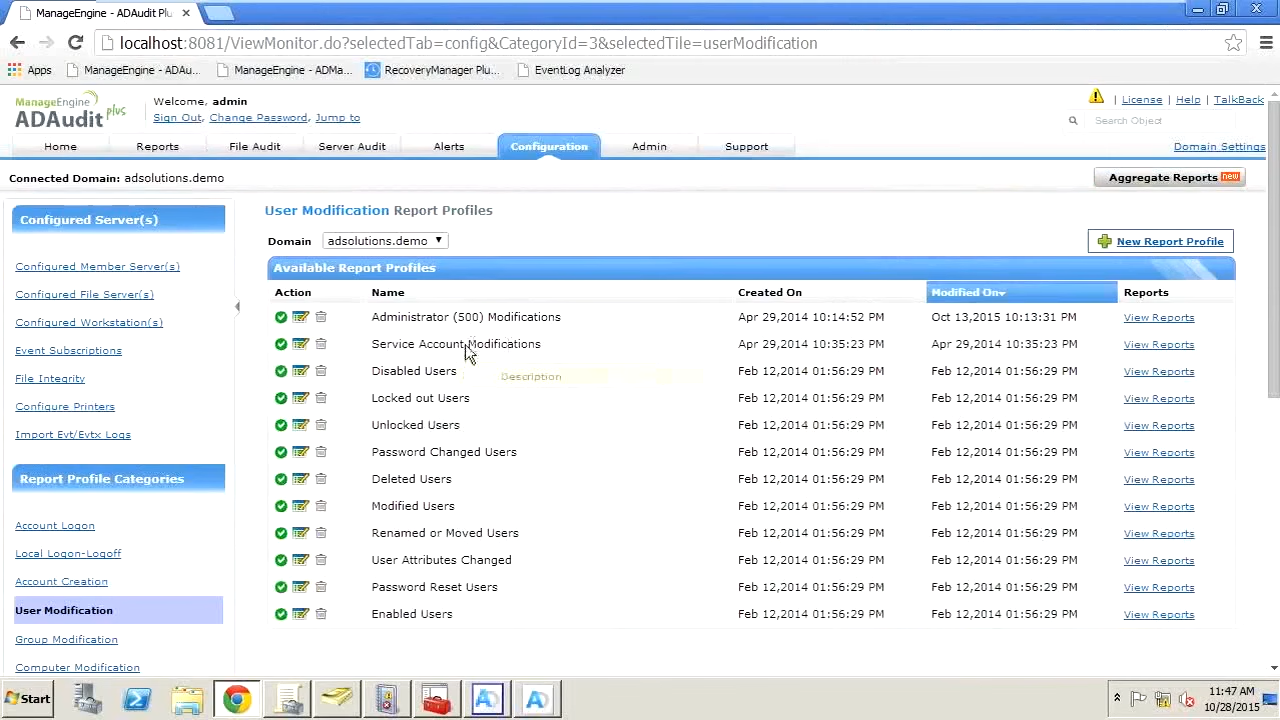 ManageEngine - ADAudit Plu
localhost:8081/ViewMonitor.do?selectedTab=config&CategoryId=3&selectedTile=userModification
Apps ManageEngine - ADAu... ManageEngine - ADMa... RecoveryManager Plu... EventLog Analyzer
ManageEngine
ADAudit plus
Welcome, admin
Sign Out, Change Password, Jump to
| License | Help | TalkBack
Search Object
Home Reports File Audit Server Audit Alerts Configuration Admin Support Domain Settings
Connected Domain: adsolutions.demo
Aggregate Reports new
Configured Server(s)
Configured Member Server(s)
Configured File Server(s)
Configured Workstation(s)
Event Subscriptions
File Integrity
Configure Printers
Import Evt/Evtx Logs
Report Profile Categories
Account Logon
Local Logon-Logoff
Account Creation
User Modification
Group Modification
Computer Modification
User Modification Report Profiles
Domain adsolutions.demo
New Report Profile
Available Report Profiles
Action Name Created On Modified On Reports
Administrator (500) Modifications Apr 29,2014 10:14:52 PM Oct 13,2015 10:13:31 PM View Reports
Service Account Modifications Apr 29,2014 10:35:23 PM Apr 29,2014 10:35:23 PM View Reports
Disabled Users Feb 12,2014 01:56:29 PM Feb 12,2014 01:56:29 PM View Reports
Description
Locked out Users Feb 12,2014 01:56:29 PM Feb 12,2014 01:56:29 PM View Reports
Unlocked Users Feb 12,2014 01:56:29 PM Feb 12,2014 01:56:29 PM View Reports
Password Changed Users Feb 12,2014 01:56:29 PM Feb 12,2014 01:56:29 PM View Reports
Deleted Users Feb 12,2014 01:56:29 PM Feb 12,2014 01:56:29 PM View Reports
Modified Users Feb 12,2014 01:56:29 PM Feb 12,2014 01:56:29 PM View Reports
Renamed or Moved Users Feb 12,2014 01:56:29 PM Feb 12,2014 01:56:29 PM View Reports
User Attributes Changed Feb 12,2014 01:56:29 PM Feb 12,2014 01:56:29 PM View Reports
Password Reset Users Feb 12,2014 01:56:29 PM Feb 12,2014 01:56:29 PM View Reports
Enabled Users Feb 12,2014 01:56:29 PM Feb 12,2014 01:56:29 PM View Reports
Start
11:47 AM
10/28/2015